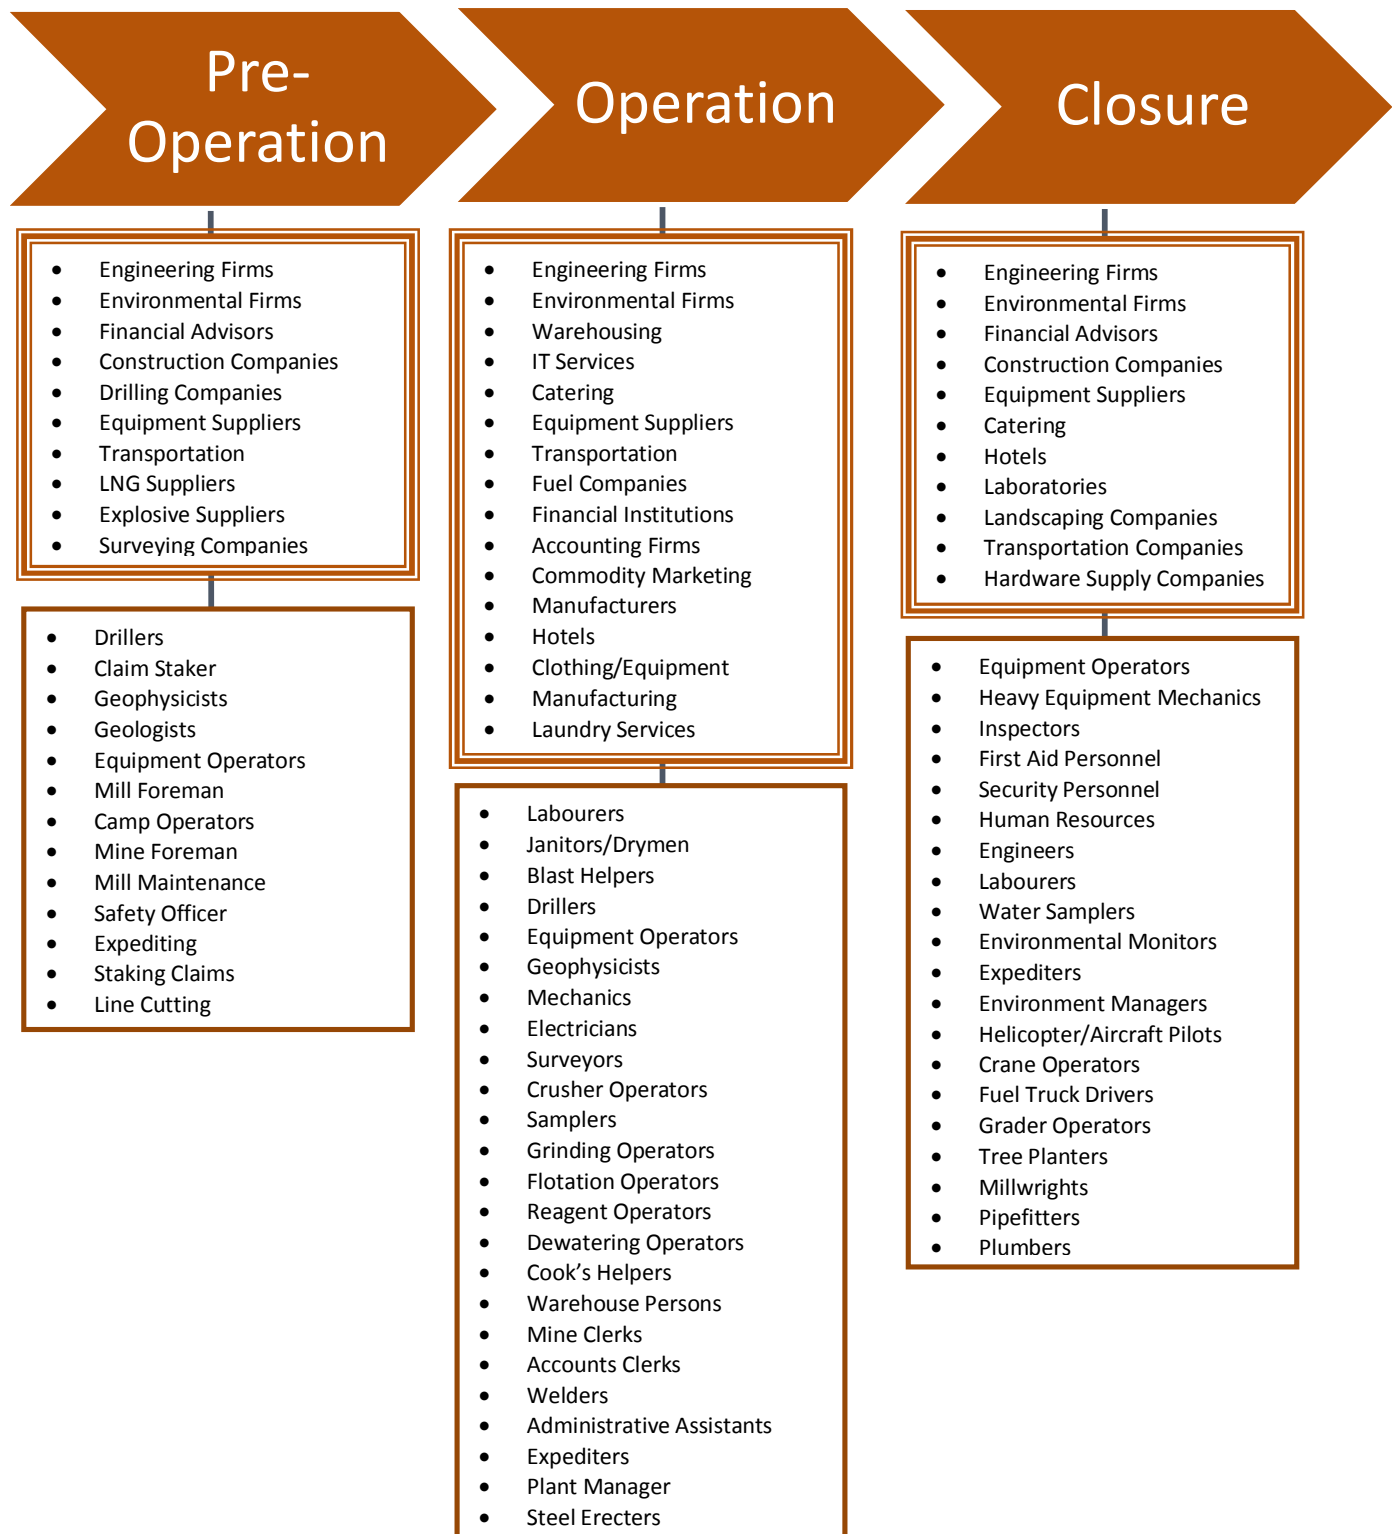 Pre-
Operation
Operation
Closure
• Engineering Firms
• Environmental Firms
• Financial Advisors
• Construction Companies
• Drilling Companies
• Equipment Suppliers
• Transportation
• LNG Suppliers
• Explosive Suppliers
• Surveying Companies
• Drillers
• Claim Staker
• Geophysicists
• Geologists
• Equipment Operators
• Mill Foreman
• Camp Operators
• Mine Foreman
• Mill Maintenance
• Safety Officer
• Expediting
• Staking Claims
• Line Cutting
• Engineering Firms
• Environmental Firms
• Warehousing
• IT Services
• Catering
• Equipment Suppliers
• Transportation
• Fuel Companies
• Financial Institutions
• Accounting Firms
• Commodity Marketing
• Manufacturers
• Hotels
• Clothing/Equipment
• Manufacturing
• Laundry Services
• Labourers
• Janitors/Drymen
• Blast Helpers
• Drillers
• Equipment Operators
• Geophysicists
• Mechanics
• Electricians
• Surveyors
• Crusher Operators
• Samplers
• Grinding Operators
• Flotation Operators
• Reagent Operators
• Dewatering Operators
• Cook’s Helpers
• Warehouse Persons
• Mine Clerks
• Accounts Clerks
• Welders
• Administrative Assistants
• Expediters
• Plant Manager
• Steel Erecters
• Engineering Firms
• Environmental Firms
• Financial Advisors
• Construction Companies
• Equipment Suppliers
• Catering
• Hotels
• Laboratories
• Landscaping Companies
• Transportation Companies
• Hardware Supply Companies
• Equipment Operators
• Heavy Equipment Mechanics
• Inspectors
• First Aid Personnel
• Security Personnel
• Human Resources
• Engineers
• Labourers
• Water Samplers
• Environmental Monitors
• Expediters
• Environment Managers
• Helicopter/Aircraft Pilots
• Crane Operators
• Fuel Truck Drivers
• Grader Operators
• Tree Planters
• Millwrights
• Pipefitters
• Plumbers